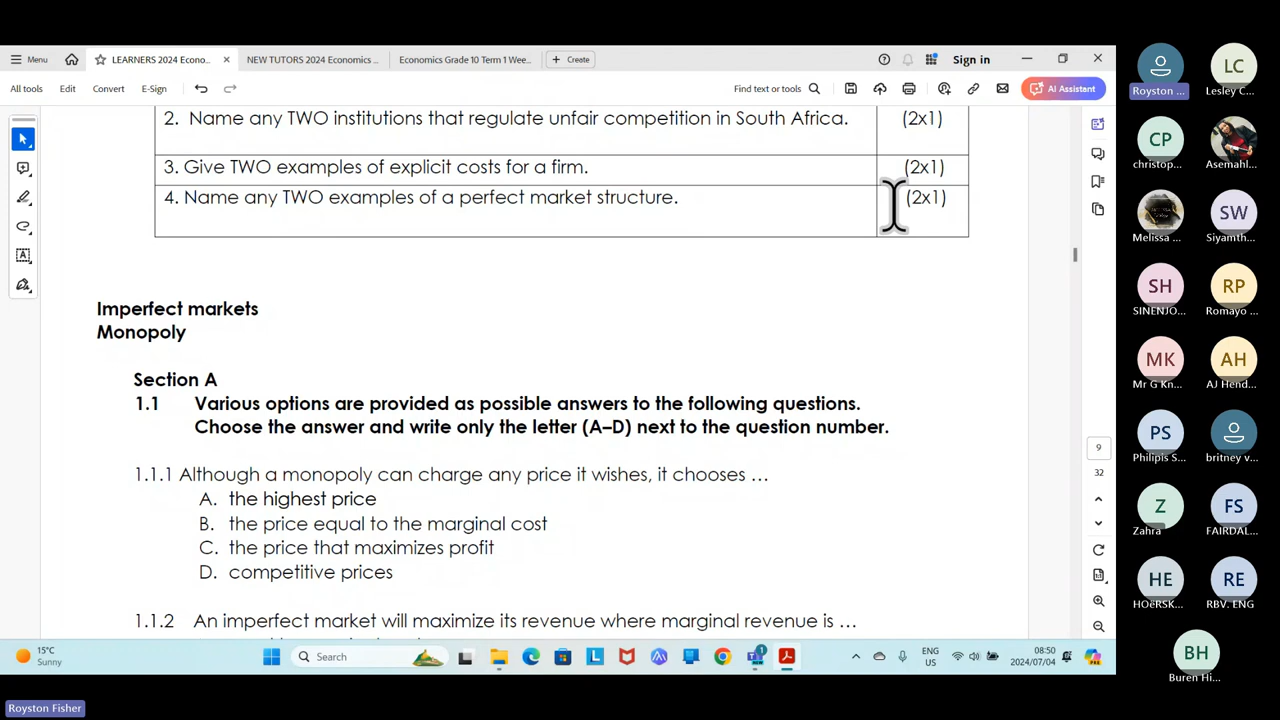 Menu
LEARNERS 2024 Econo...
NEW TUTORS 2024 Economics ...
Economics Grade 10 Term 1 Wee...
Create
Sign in
All tools
Edit
Convert
E-Sign
Find text or tools
AI Assistant
2. Name any TWO institutions that regulate unfair competition in South Africa. (2x1)
3. Give TWO examples of explicit costs for a firm. (2x1)
4. Name any TWO examples of a perfect market structure. (2x1)
Imperfect markets
Monopoly
Section A
1.1 Various options are provided as possible answers to the following questions.
Choose the answer and write only the letter (A–D) next to the question number.
1.1.1 Although a monopoly can charge any price it wishes, it chooses …
A. the highest price
B. the price equal to the marginal cost
C. the price that maximizes profit
D. competitive prices
1.1.2 An imperfect market will maximize its revenue where marginal revenue is …
9
32
15°C
Sunny
Search
ENG
US
08:50
2024/07/04
Royston ...
LC
Lesley C...
CP
christop...
Asemahl...
Melissa ...
SW
Siyamth...
SH
SINENJO...
RP
Romayo ...
MK
Mr G Kn...
AH
AJ Hend...
PS
Philipis S...
britney v...
Z
Zahra
FS
FAIRDAL...
HE
HOeRSK...
RE
RBV. ENG
BH
Buren Hi...
Royston Fisher